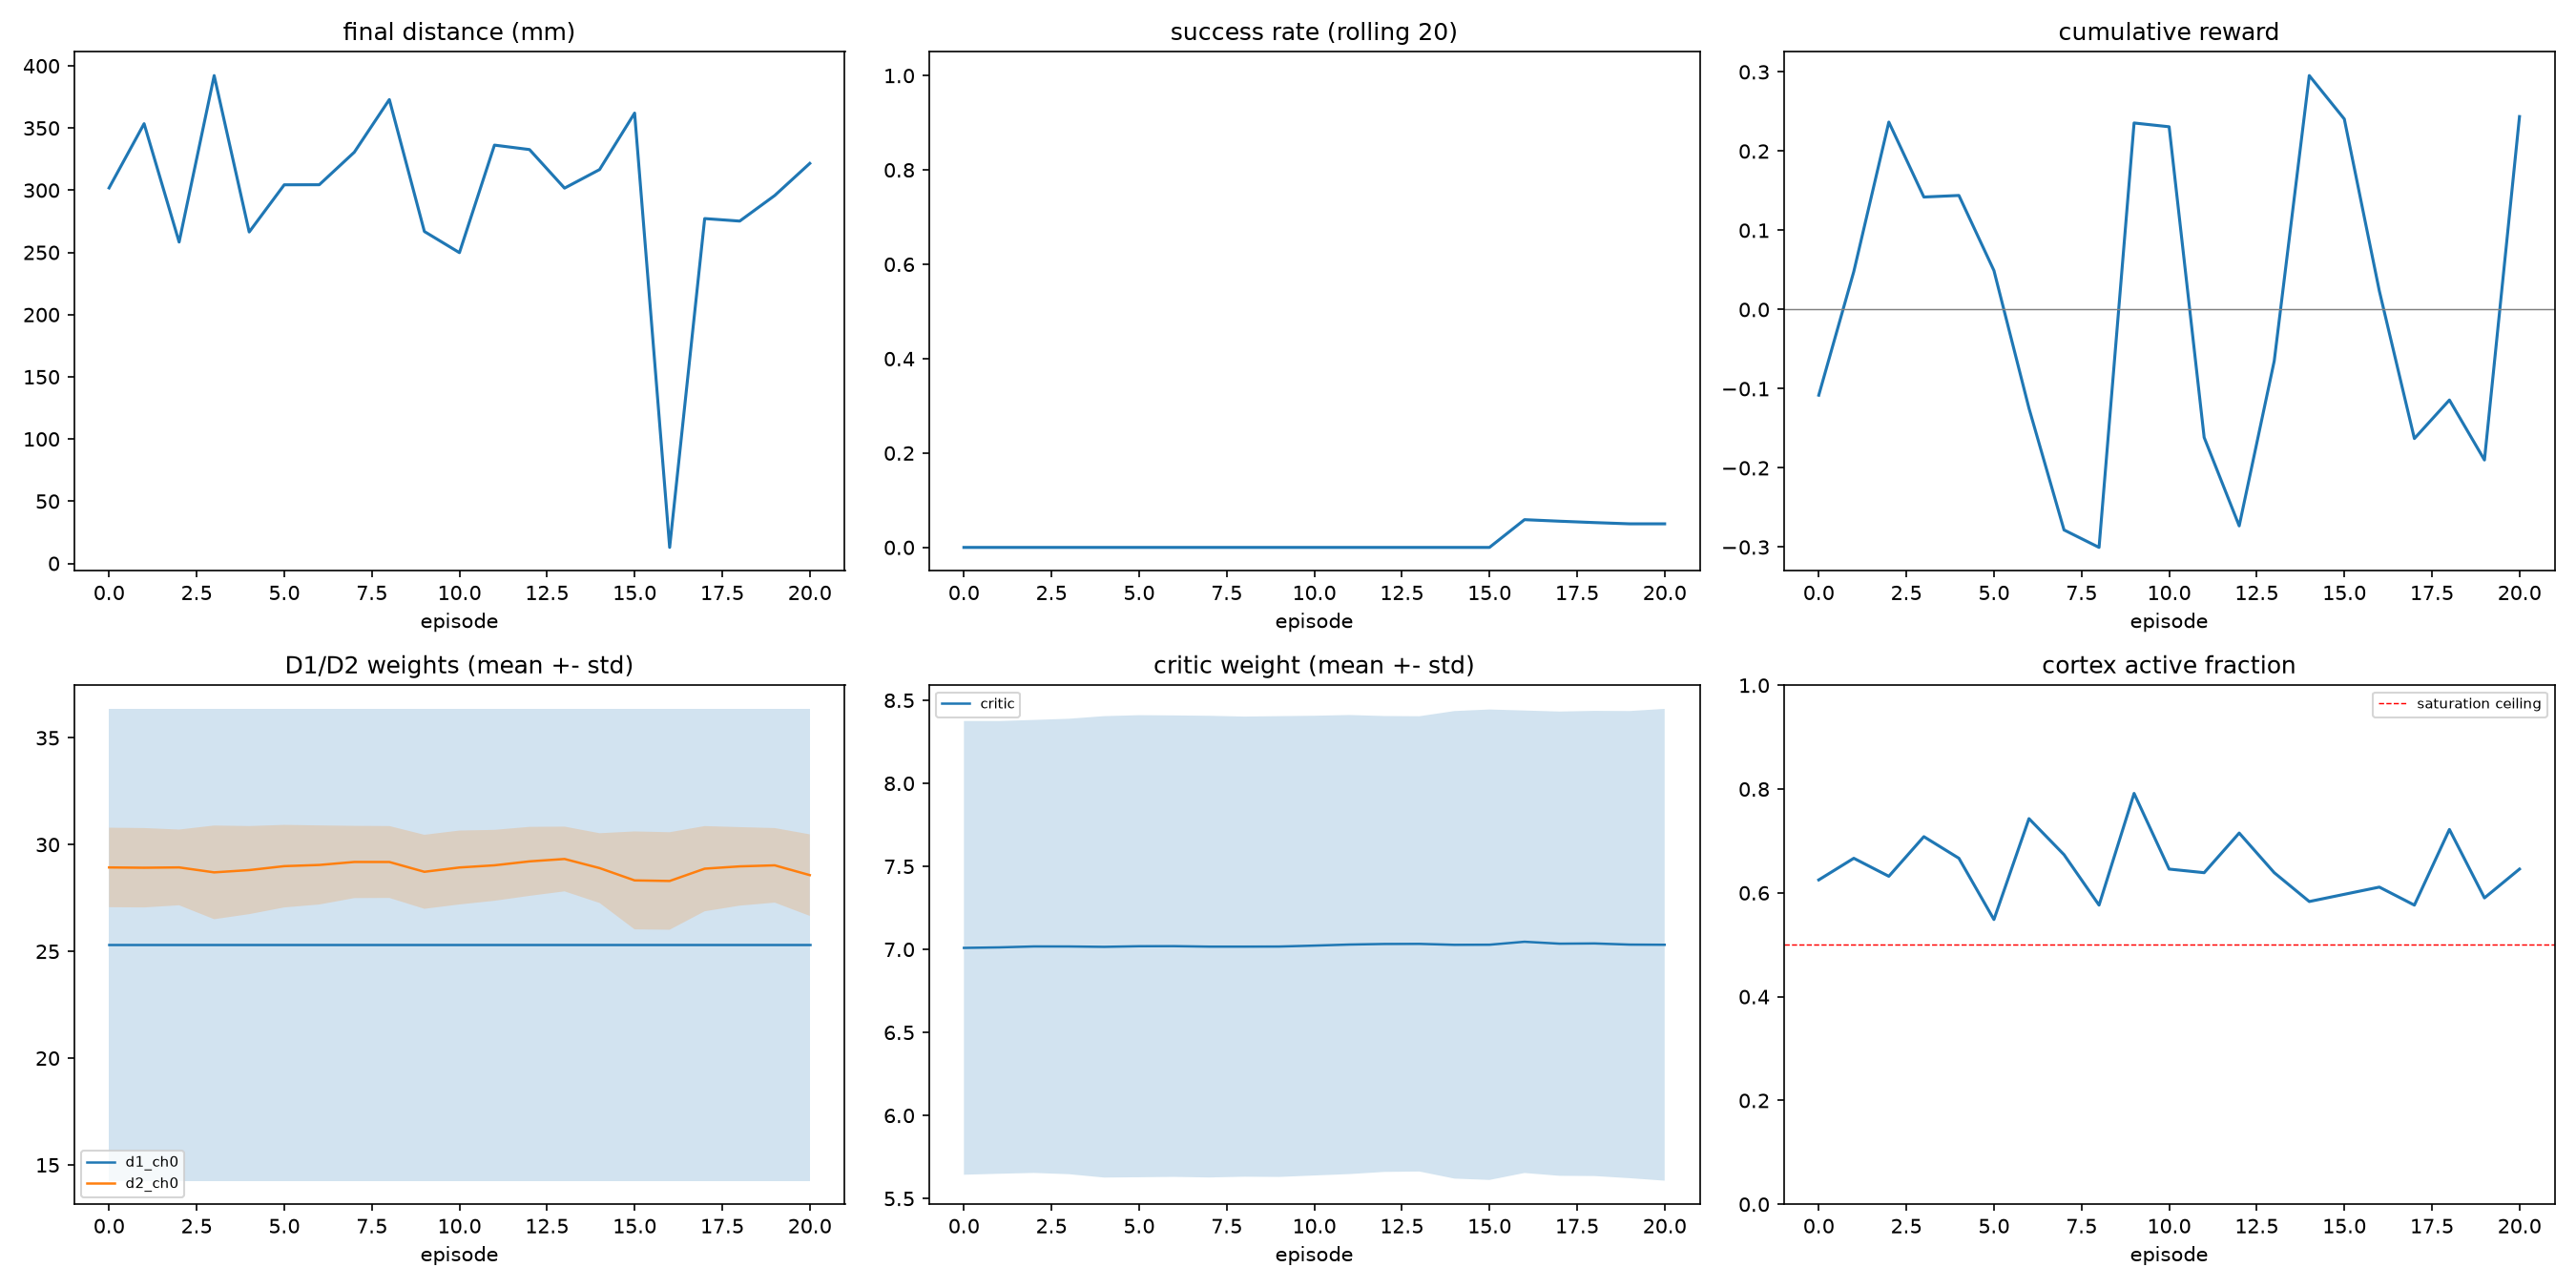 final distance (mm)
400
350
300
250
200
150
100
50
0
0.0 2.5 5.0 7.5 10.0 12.5 15.0 17.5 20.0
episode
success rate (rolling 20)
1.0
0.8
0.6
0.4
0.2
0.0
0.0 2.5 5.0 7.5 10.0 12.5 15.0 17.5 20.0
episode
cumulative reward
0.3
0.2
0.1
0.0
−0.1
−0.2
−0.3
0.0 2.5 5.0 7.5 10.0 12.5 15.0 17.5 20.0
episode
D1/D2 weights (mean +- std)
35
30
25
20
15
d1_ch0
d2_ch0
0.0 2.5 5.0 7.5 10.0 12.5 15.0 17.5 20.0
episode
critic weight (mean +- std)
critic
8.5
8.0
7.5
7.0
6.5
6.0
5.5
0.0 2.5 5.0 7.5 10.0 12.5 15.0 17.5 20.0
episode
cortex active fraction
saturation ceiling
1.0
0.8
0.6
0.4
0.2
0.0
0.0 2.5 5.0 7.5 10.0 12.5 15.0 17.5 20.0
episode